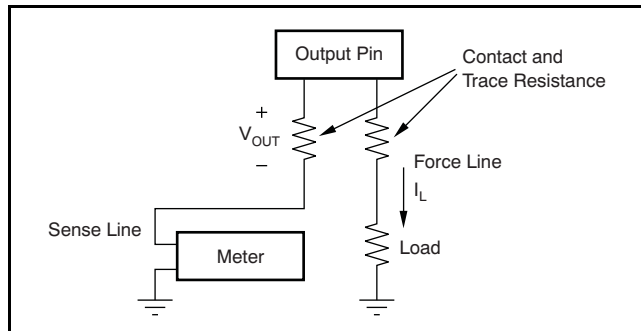 Output Pin
Contact and
Trace Resistance
+
V_OUT
–
Force Line
I_L
Sense Line
Meter
Load